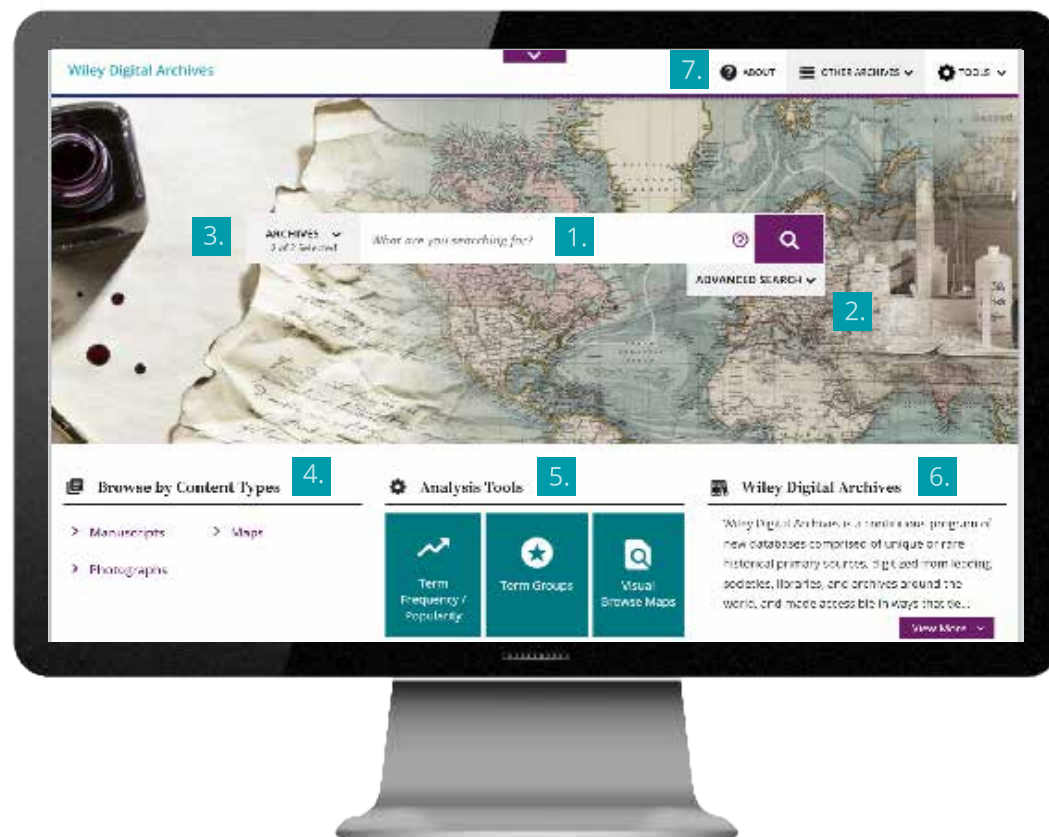 Wiley Digital Archives
7.
ABOUT
OTHER ARCHIVES
TOOLS
3.
ARCHIVES
2 of 2 Selected
What are you searching for?
1.
ADVANCED SEARCH
2.
Browse by Content Types
4.
Manuscripts
Maps
Photographs
Analysis Tools
5.
Term
Frequency /
Popularity
Term Groups
Visual
Browse Maps
Wiley Digital Archives
6.
Wiley Digital Archives is a continuous program of
new databases comprised of unique or rare
historical primary sources, digitized from leading
societies, libraries, and archives around the
world, and made accessible in ways that tie...
View More